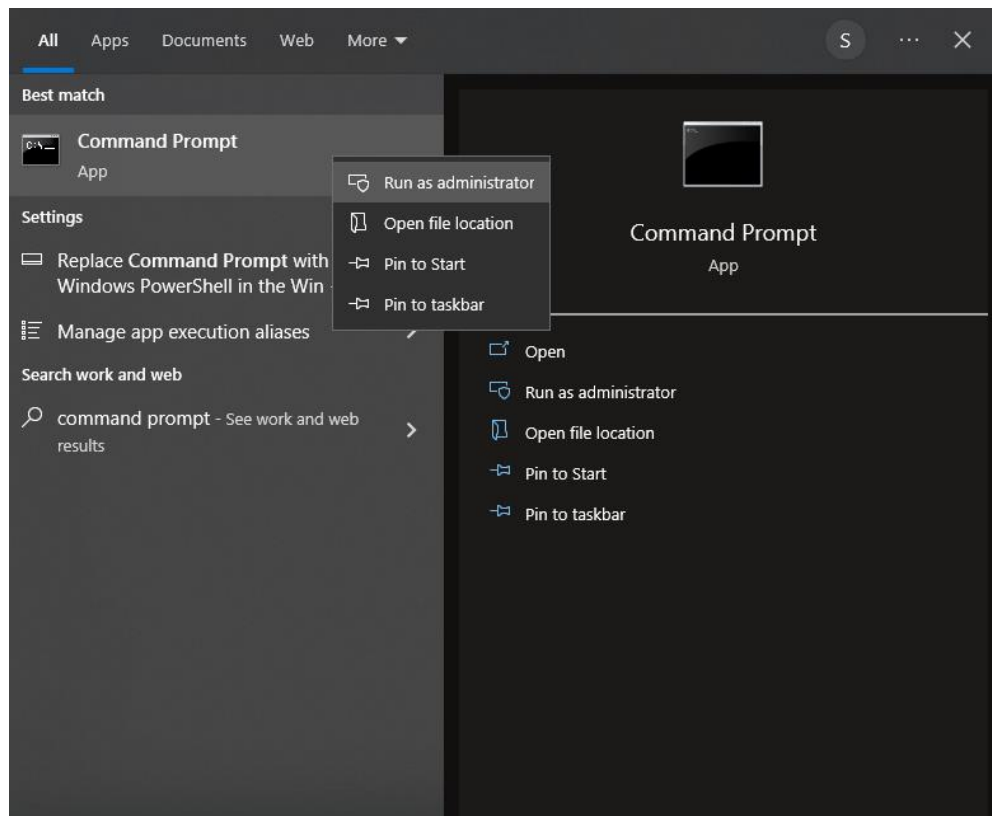 All Apps Documents Web More
S ...
Best match
Command Prompt
App
Settings
Replace Command Prompt with
Windows PowerShell in the Win
Manage app execution aliases
Search work and web
command prompt - See work and web
results
Run as administrator
Open file location
Pin to Start
Pin to taskbar
Command Prompt
App
Open
Run as administrator
Open file location
Pin to Start
Pin to taskbar